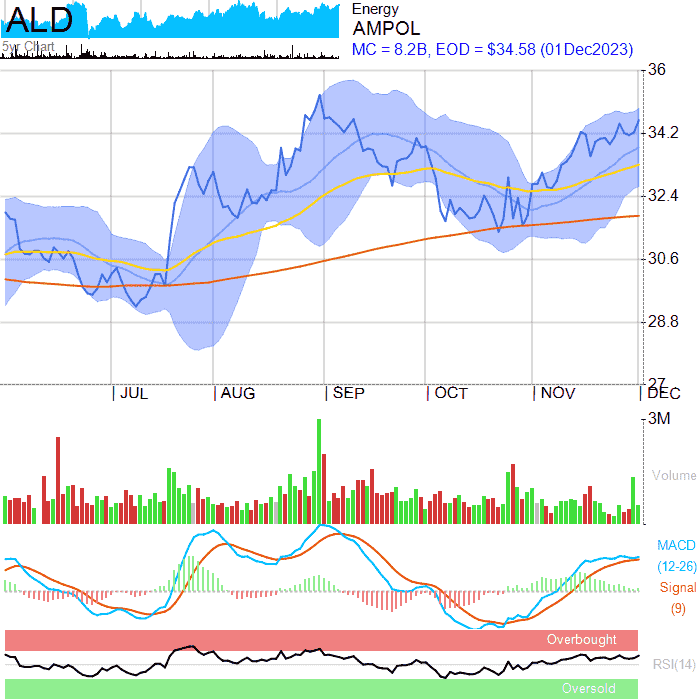 ALD
5yr Chart
Energy
AMPOL
MC = 8.2B, EOD = $34.58 (01Dec2023)
36
34.2
32.4
30.6
28.8
27
JUL
AUG
SEP
OCT
NOV
DEC
3M
Volume
MACD
(12-26)
Signal
(9)
Overbought
RSI(14)
Oversold